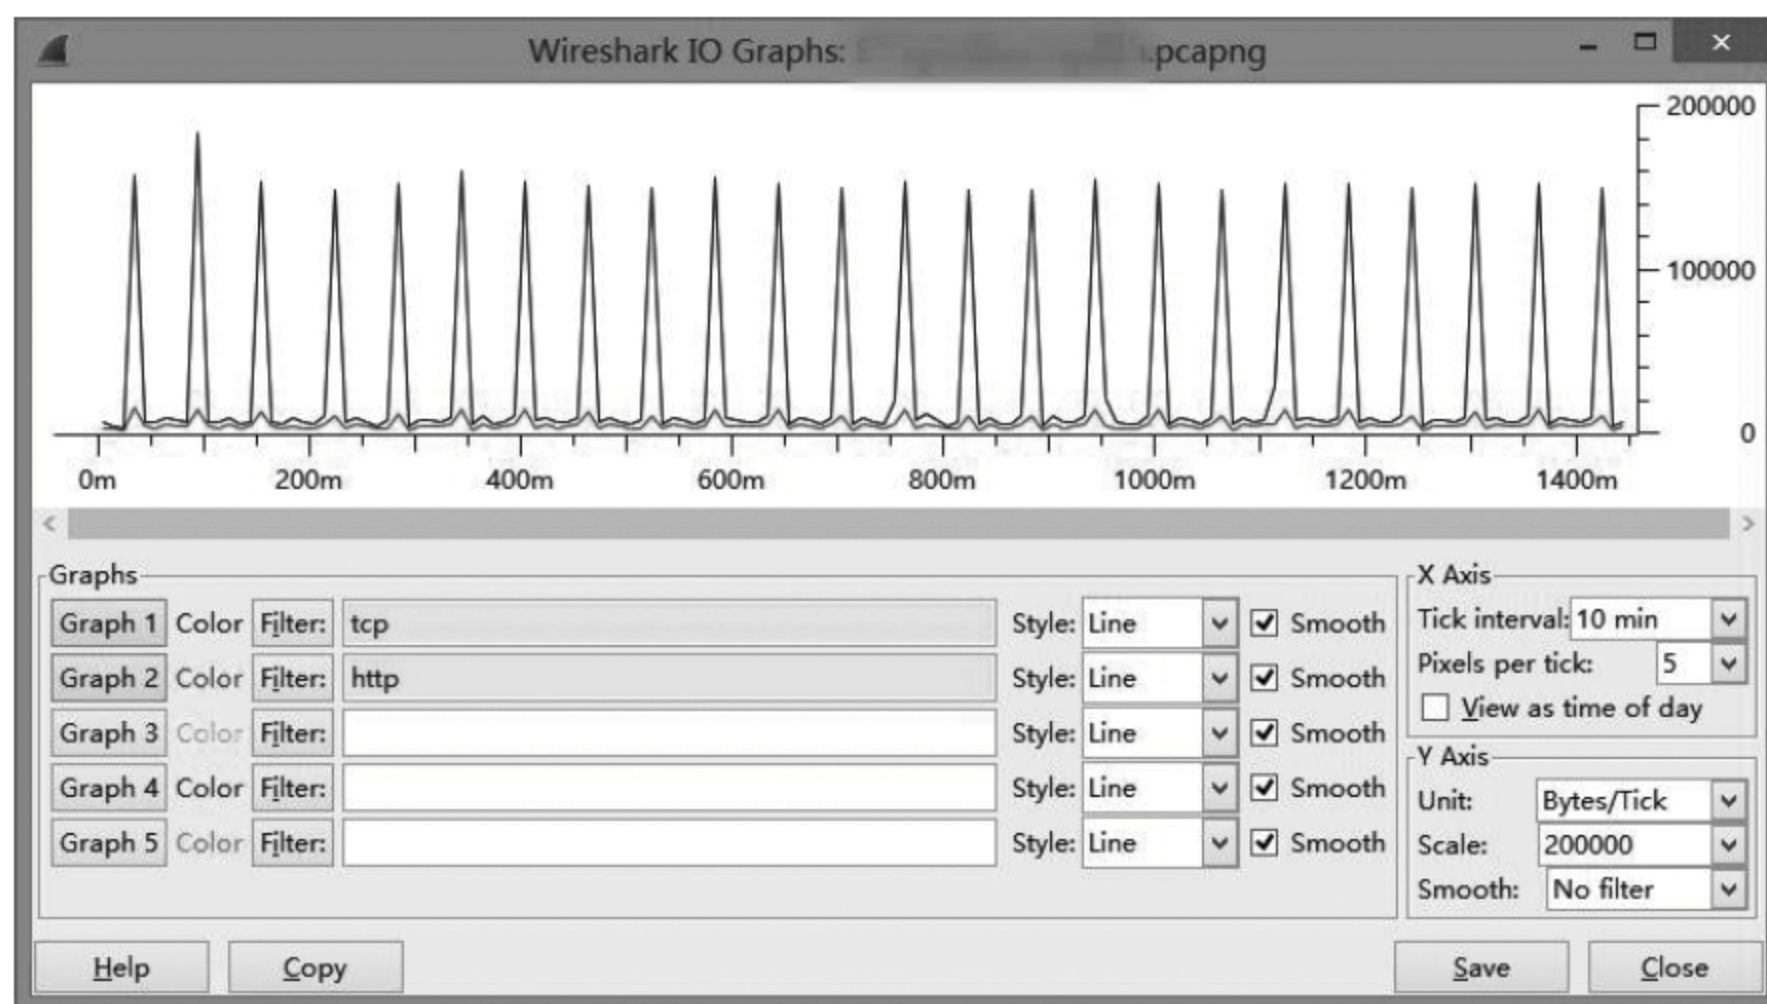 Wireshark IO Graphs: .pcapng
200000
100000
0
0m 200m 400m 600m 800m 1000m 1200m 1400m
Graphs
Graph 1 Color Filter: tcp Style: Line Smooth
Graph 2 Color Filter: http Style: Line Smooth
Graph 3 Color Filter: Style: Line Smooth
Graph 4 Color Filter: Style: Line Smooth
Graph 5 Color Filter: Style: Line Smooth
X Axis
Tick interval: 10 min
Pixels per tick: 5
View as time of day
Y Axis
Unit: Bytes/Tick
Scale: 200000
Smooth: No filter
Help Copy Save Close